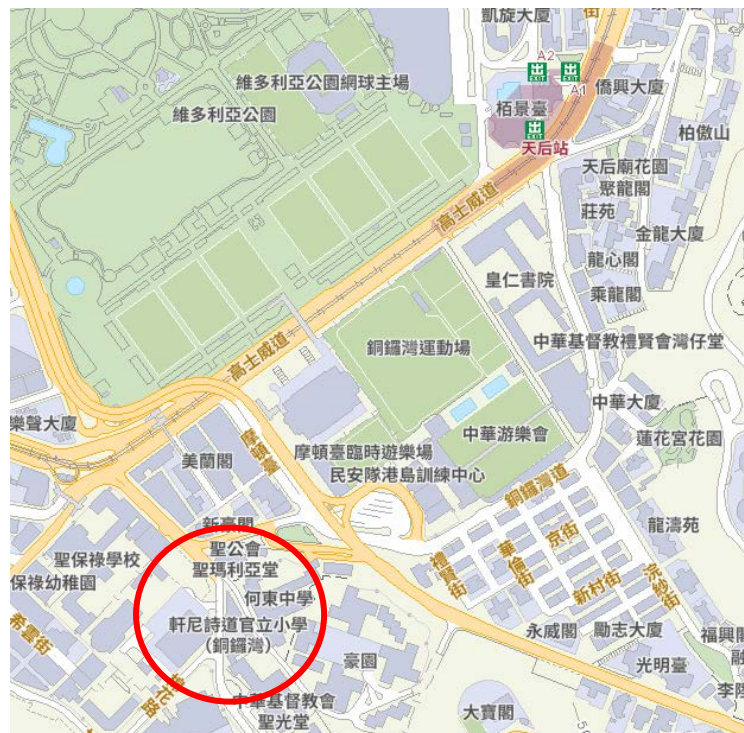 凱旋大廈
街
A2
A1
維多利亞公園網球主場
維多利亞公園
EXIT
EXIT
僑興大廈
栢景臺
EXIT
天后站
柏傲山
天后廟花園
聚龍閣
莊苑
高士威道
金龍大廈
龍心閣
皇仁書院
乘龍閣
銅鑼灣運動場
中華基督教禮賢會灣仔堂
高士威道
樂聲大廈
中華大廈
摩頓臺
中華游樂會
蓮花宮花園
摩頓臺臨時遊樂場
美蘭閣
民安隊港島訓練中心
銅鑼灣道
新豪閣
龍濤苑
聖公會
聖瑪利亞堂
聖保祿學校
保祿幼稚園
禮賢街
華倫街
京街
新村街
浣紗街
何東中學
軒尼詩道官立小學
(銅鑼灣)
希雲街
永威閣
勵志大廈
豪園
光明臺
中華基督教會
聖光堂
大寶閣